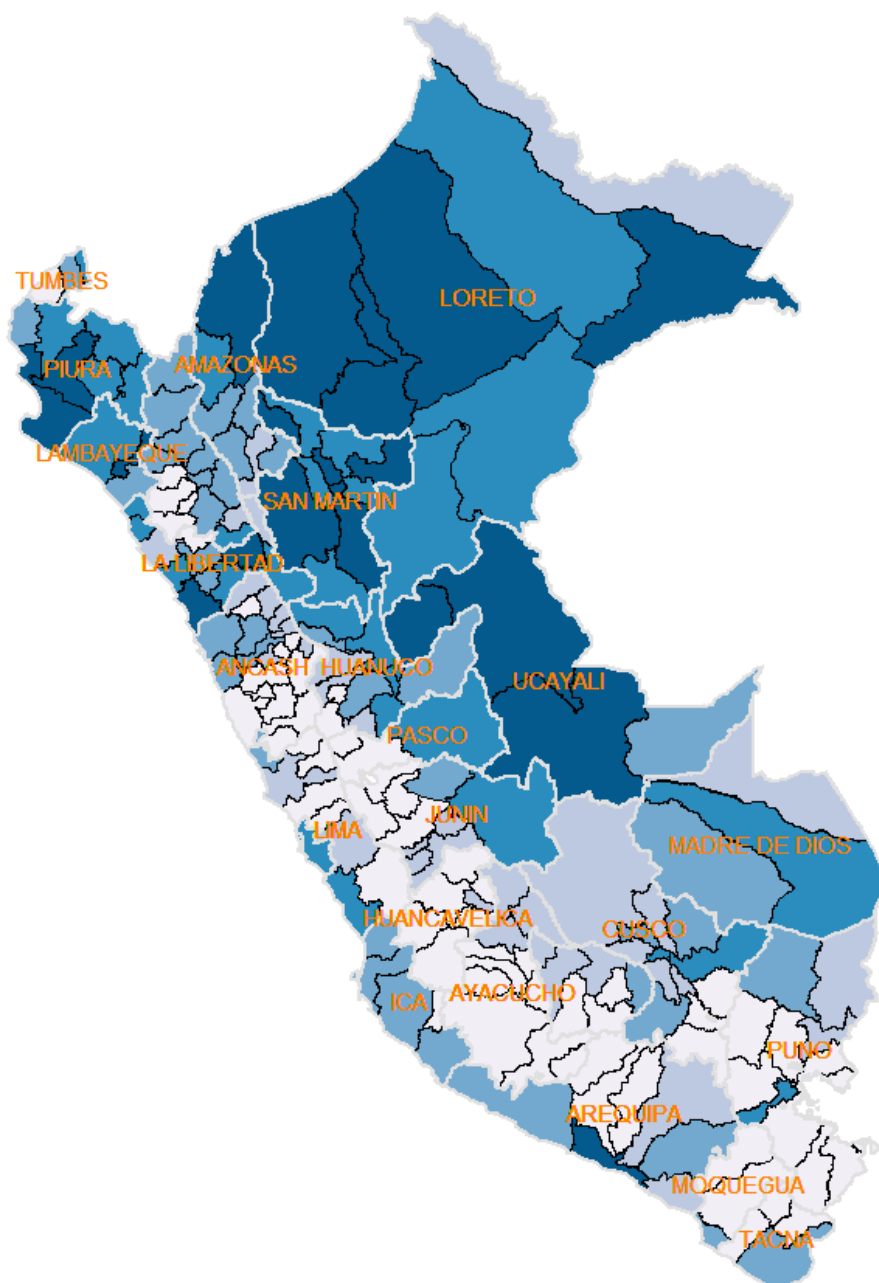 TUMBES
LORETO
PIURA
AMAZONAS
LAMBAYEQUE
SAN MARTIN
LA LIBERTAD
ANCASH
HUANUCO
UCAYALI
PASCO
LIMA
JUNIN
MADRE DE DIOS
HUANCAVELICA
CUSCO
ICA
AYACUCHO
PUNO
AREQUIPA
MOQUEGUA
TACNA